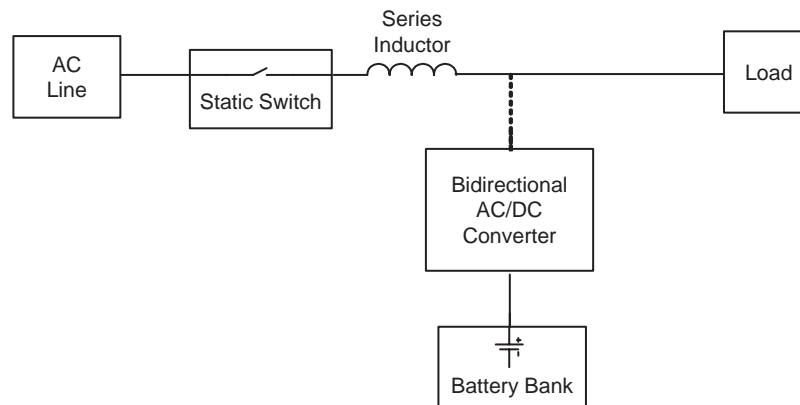 Series
Inductor
AC
Line
Static Switch
Load
Bidirectional
AC/DC
Converter
+
Battery Bank